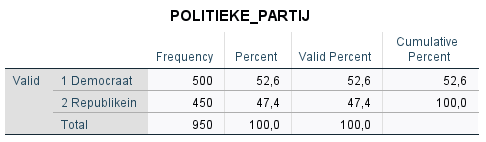 POLITIEKE_PARTIJ
Frequency Percent Valid Percent Cumulative Percent
Valid 1 Democraat 500 52,6 52,6 52,6
2 Republikein 450 47,4 47,4 100,0
Total 950 100,0 100,0